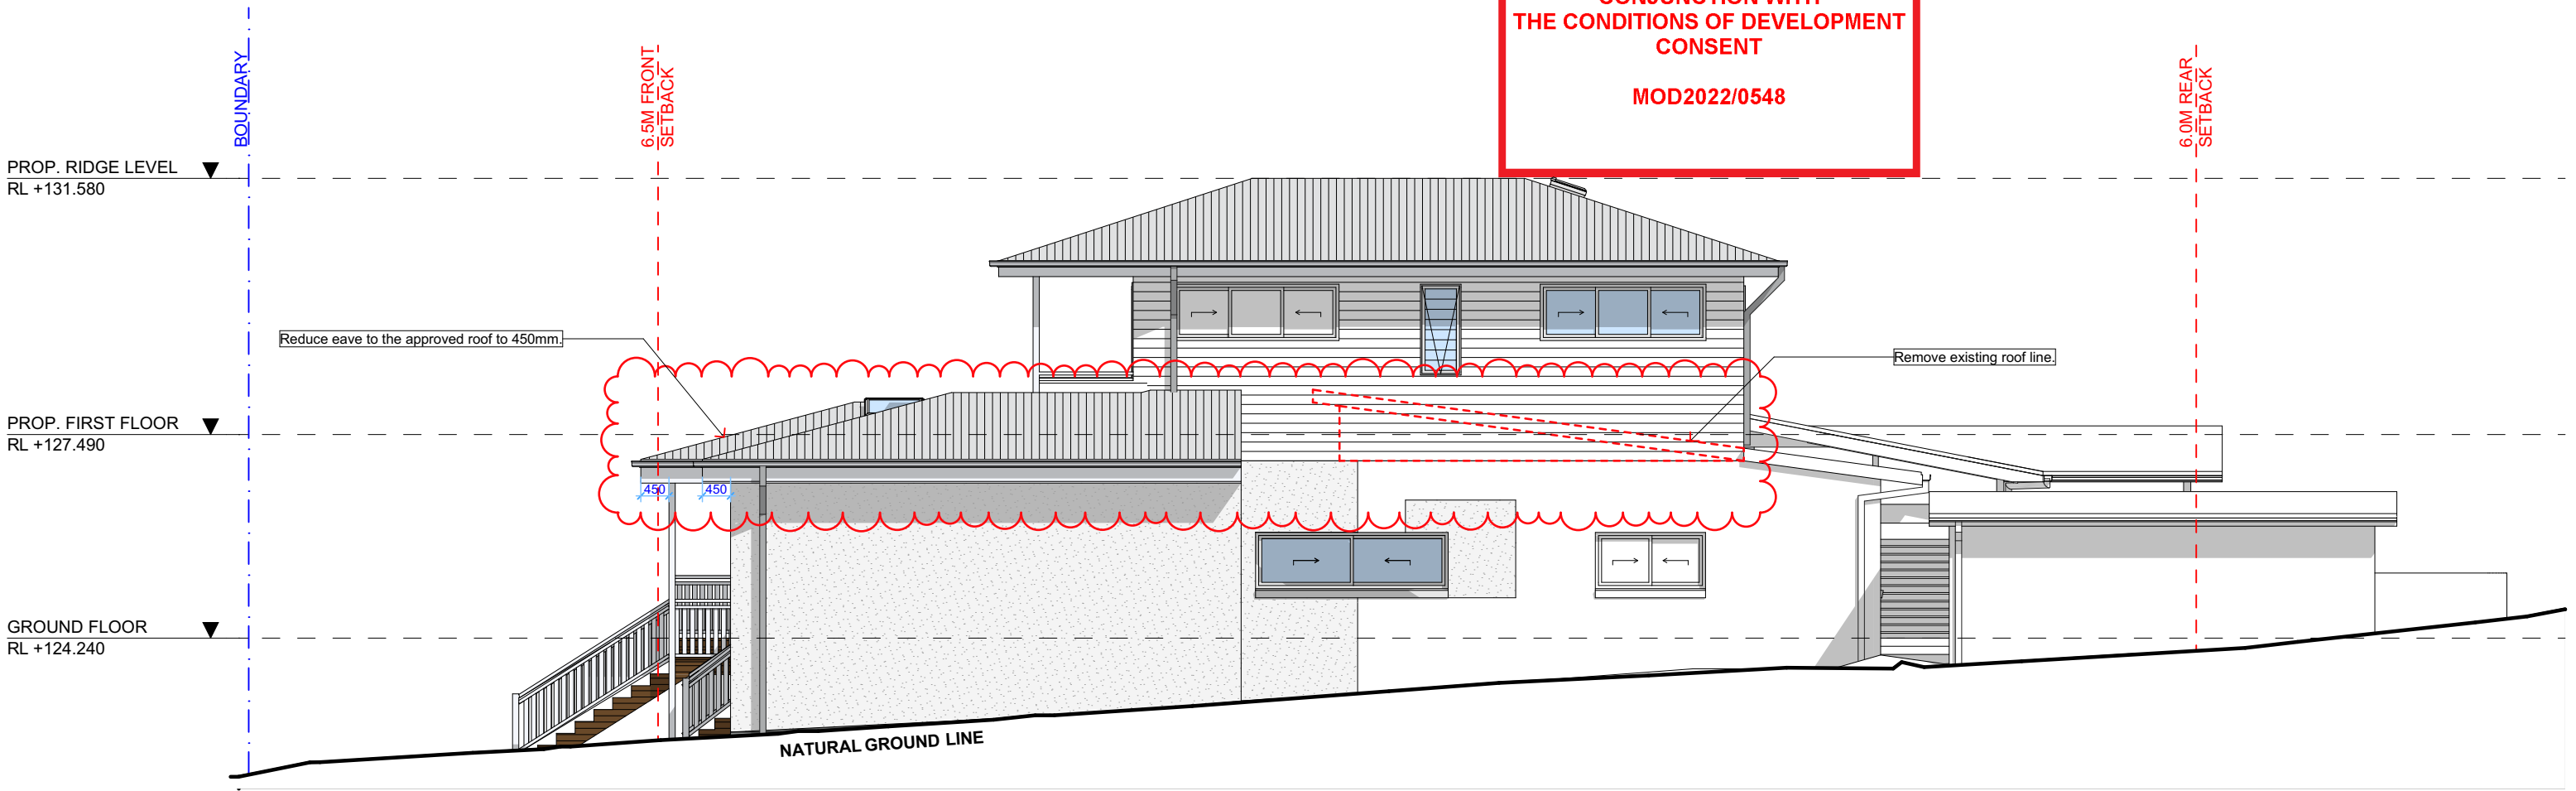 CONJUNCTION WITH
THE CONDITIONS OF DEVELOPMENT
CONSENT
MOD2022/0548
BOUNDARY
6.5M FRONT
SETBACK
6.0M REAR
SETBACK
PROP. RIDGE LEVEL
RL +131.580
Reduce eave to the approved roof to 450mm.
Remove existing roof line.
PROP. FIRST FLOOR
RL +127.490
450
450
GROUND FLOOR
RL +124.240
NATURAL GROUND LINE